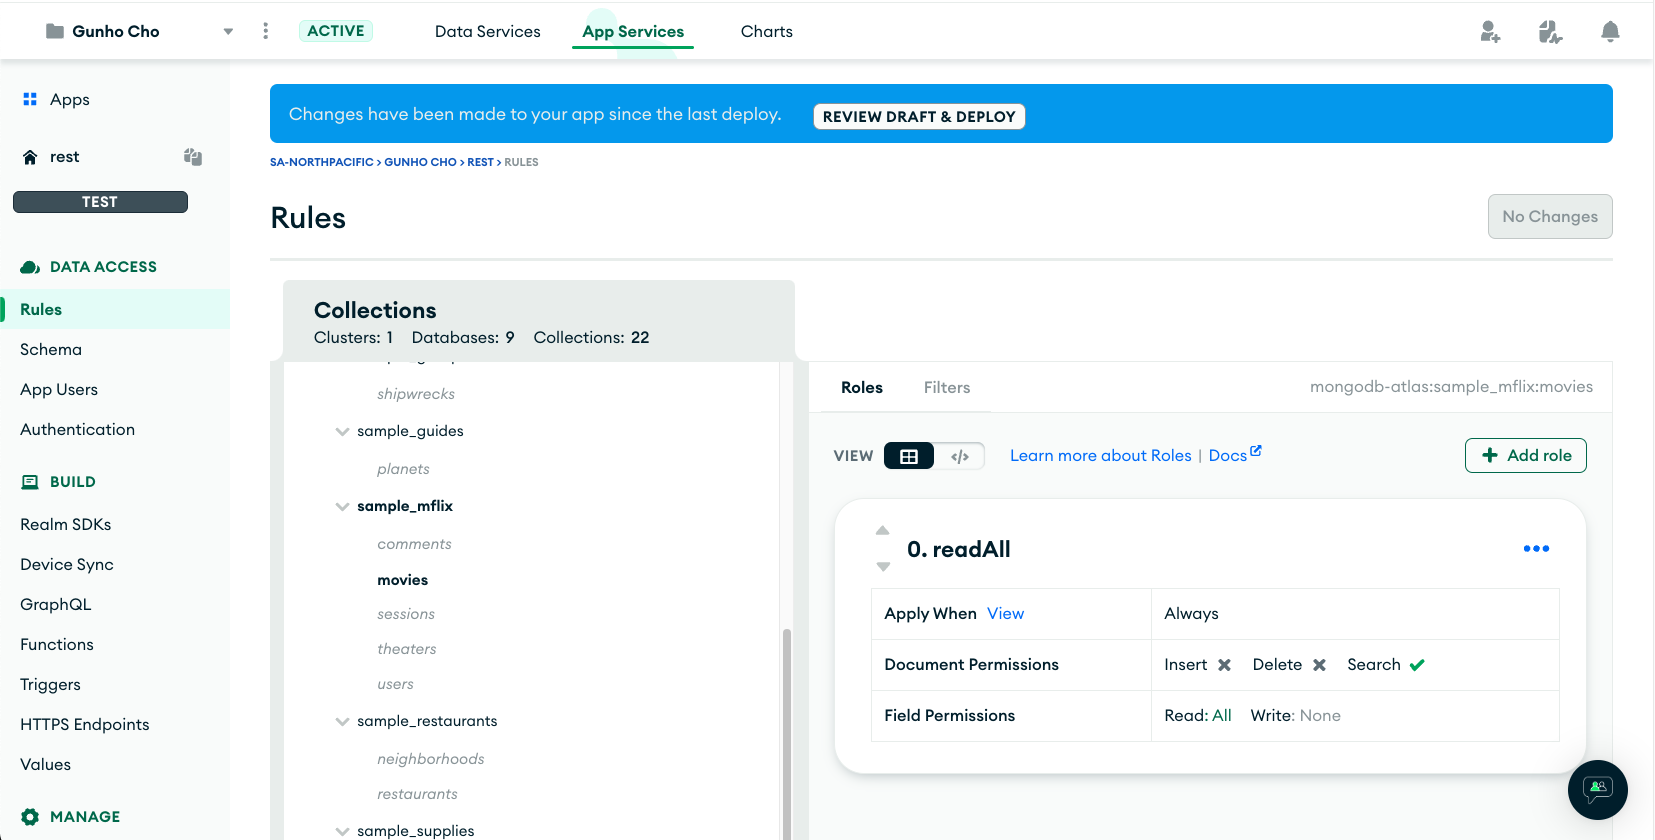 Gunho Cho
ACTIVE
Data Services
App Services
Charts
Apps
rest
TEST
DATA ACCESS
Rules
Schema
App Users
Authentication
BUILD
Realm SDKs
Device Sync
GraphQL
Functions
Triggers
HTTPS Endpoints
Values
MANAGE
Changes have been made to your app since the last deploy.
REVIEW DRAFT & DEPLOY
SA-NORTHPACIFIC > GUNHO CHO > REST > RULES
Rules
No Changes
Collections
Clusters: 1 Databases: 9 Collections: 22
shipwrecks
sample_guides
planets
sample_mflix
comments
movies
sessions
theaters
users
sample_restaurants
neighborhoods
restaurants
sample_supplies
Roles
Filters
mongodb-atlas:sample_mflix:movies
VIEW
</>
Learn more about Roles | Docs
Add role
0. readAll
Apply When View
Always
Document Permissions
Insert Delete Search
Field Permissions
Read: All Write: None